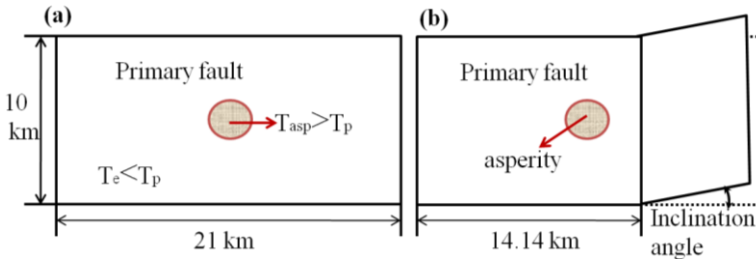 (a)
Primary fault
10
km
Tasp>Tp
Te<Tp
21 km
(b)
Primary fault
asperity
14.14 km
Inclination
angle